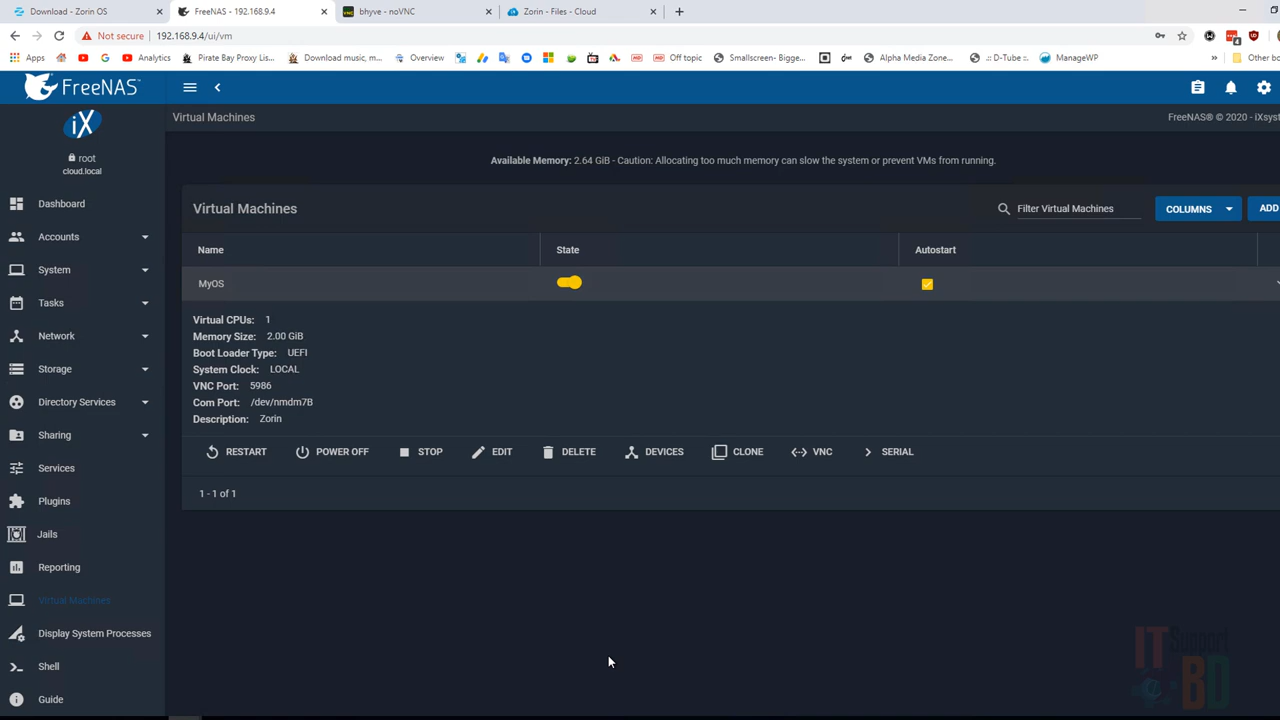 Download - Zorin OS
FreeNAS - 192.168.9.4
bhyve - noVNC
Zorin - Files - Cloud
Not secure
192.168.9.4/ui/vm
Apps
Analytics
Pirate Bay Proxy Lis...
Download music, m...
Overview
Off topic
Smallscreen- Bigge...
Alpha Media Zone...
.:: D-Tube ::.
ManageWP
»
Other bo
FreeNAS
Virtual Machines
FreeNAS® © 2020 - iXsyst
iX
root
cloud.local
Available Memory: 2.64 GiB - Caution: Allocating too much memory can slow the system or prevent VMs from running.
Dashboard
Accounts
System
Tasks
Network
Storage
Directory Services
Sharing
Services
Plugins
Jails
Reporting
Virtual Machines
Display System Processes
Shell
Guide
Virtual Machines
Filter Virtual Machines
COLUMNS
ADD
Name
State
Autostart
MyOS
Virtual CPUs: 1
Memory Size: 2.00 GiB
Boot Loader Type: UEFI
System Clock: LOCAL
VNC Port: 5986
Com Port: /dev/nmdm7B
Description: Zorin
RESTART
POWER OFF
STOP
EDIT
DELETE
DEVICES
CLONE
VNC
SERIAL
1 - 1 of 1
IT Support BD